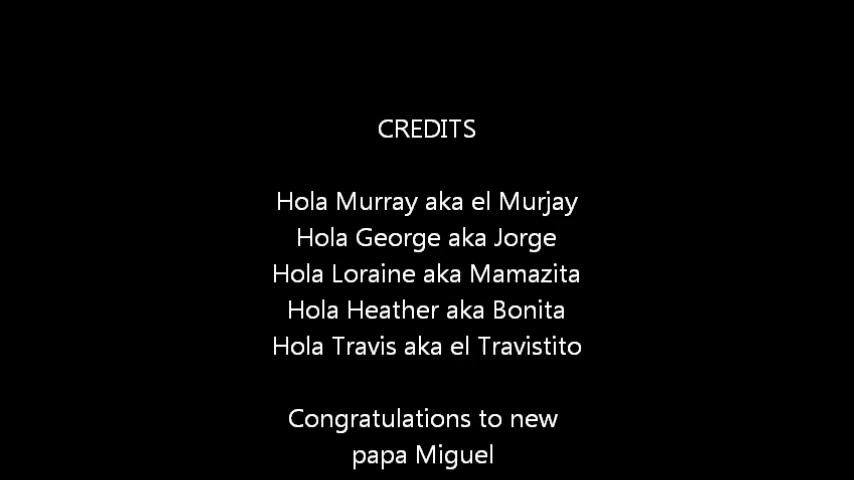 CREDITS
Hola Murray aka el Murjay
Hola George aka Jorge
Hola Loraine aka Mamazita
Hola Heather aka Bonita
Hola Travis aka el Travistito
Congratulations to new
papa Miguel